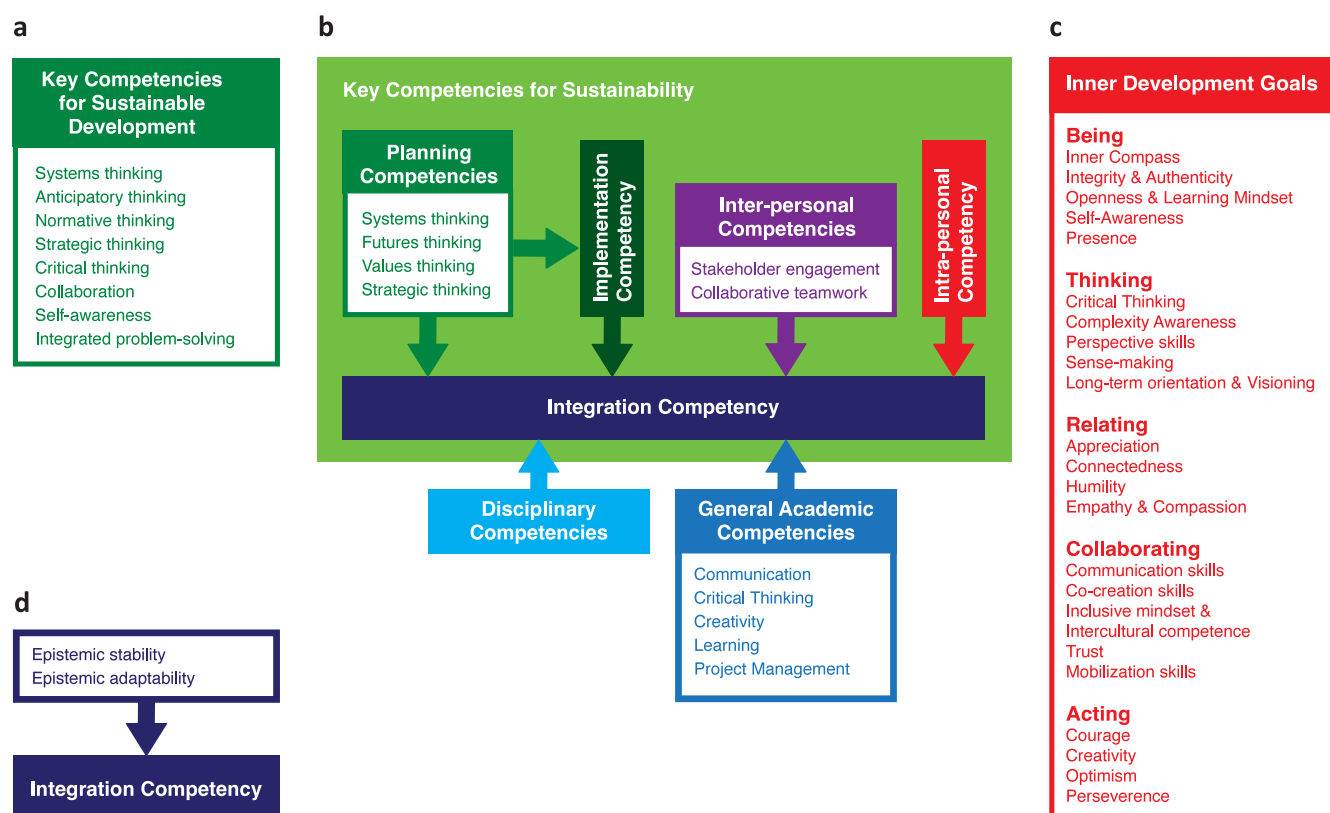 a
Key Competencies
for Sustainable
Development
Systems thinking
Anticipatory thinking
Normative thinking
Strategic thinking
Critical thinking
Collaboration
Self-awareness
Integrated problem-solving
b
Key Competencies for Sustainability
Planning
Competencies
Systems thinking
Futures thinking
Values thinking
Strategic thinking
Implementation
Competency
Inter-personal
Competencies
Stakeholder engagement
Collaborative teamwork
Intra-personal
Competency
Integration Competency
Disciplinary
Competencies
General Academic
Competencies
Communication
Critical Thinking
Creativity
Learning
Project Management
c
Inner Development Goals
Being
Inner Compass
Integrity & Authenticity
Openness & Learning Mindset
Self-Awareness
Presence
Thinking
Critical Thinking
Complexity Awareness
Perspective skills
Sense-making
Long-term orientation & Visioning
Relating
Appreciation
Connectedness
Humility
Empathy & Compassion
Collaborating
Communication skills
Co-creation skills
Inclusive mindset &
Intercultural competence
Trust
Mobilization skills
Acting
Courage
Creativity
Optimism
Perseverence
d
Epistemic stability
Epistemic adaptability
Integration Competency